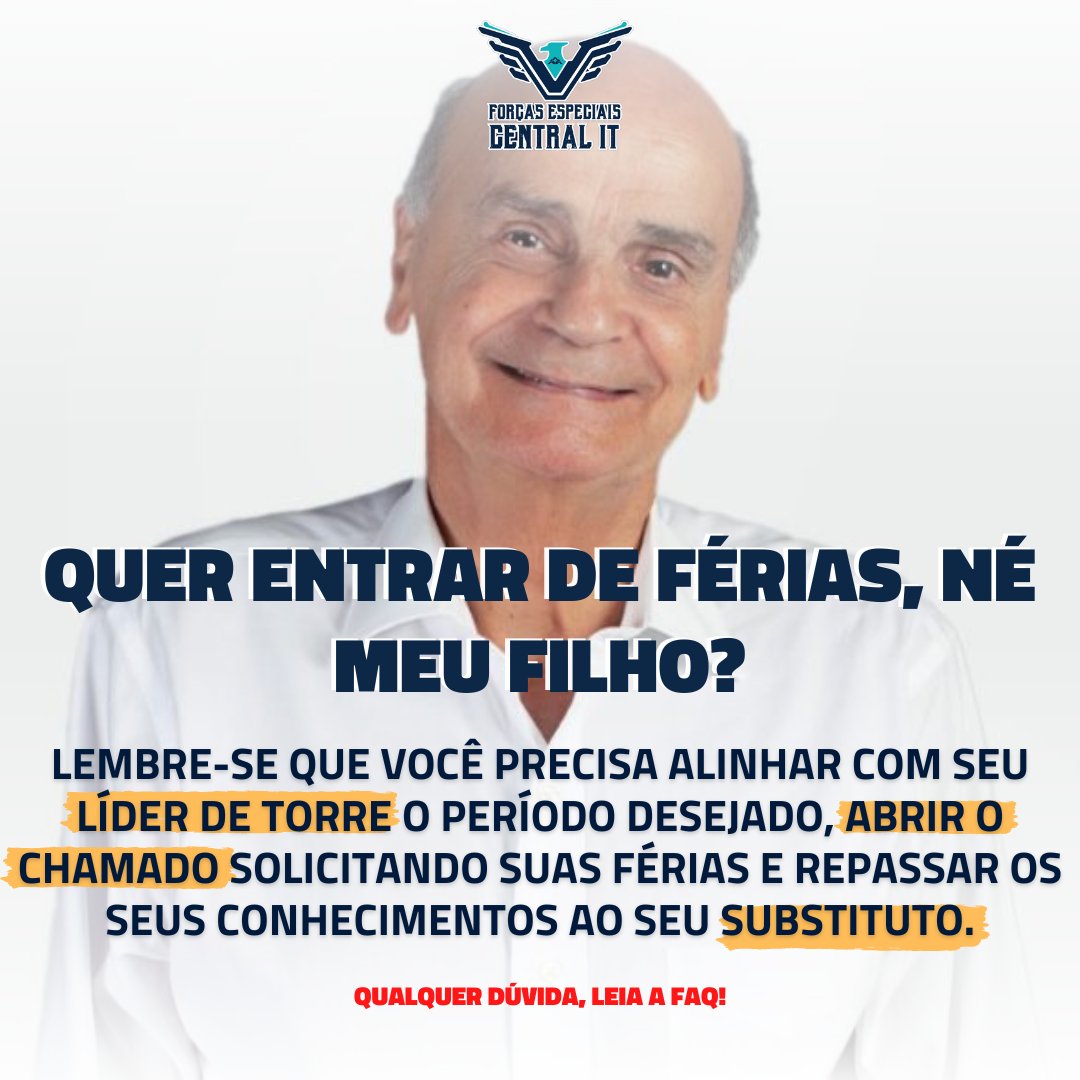 FORÇAS ESPECIAIS
CENTRAL IT
QUER ENTRAR DE FÉRIAS, NÉ
MEU FILHO?
LEMBRE-SE QUE VOCÊ PRECISA ALINHAR COM SEU
LÍDER DE TORRE O PERÍODO DESEJADO, ABRIR O
CHAMADO SOLICITANDO SUAS FÉRIAS E REPASSAR OS
SEUS CONHECIMENTOS AO SEU SUBSTITUTO.
QUALQUER DÚVIDA, LEIA A FAQ!